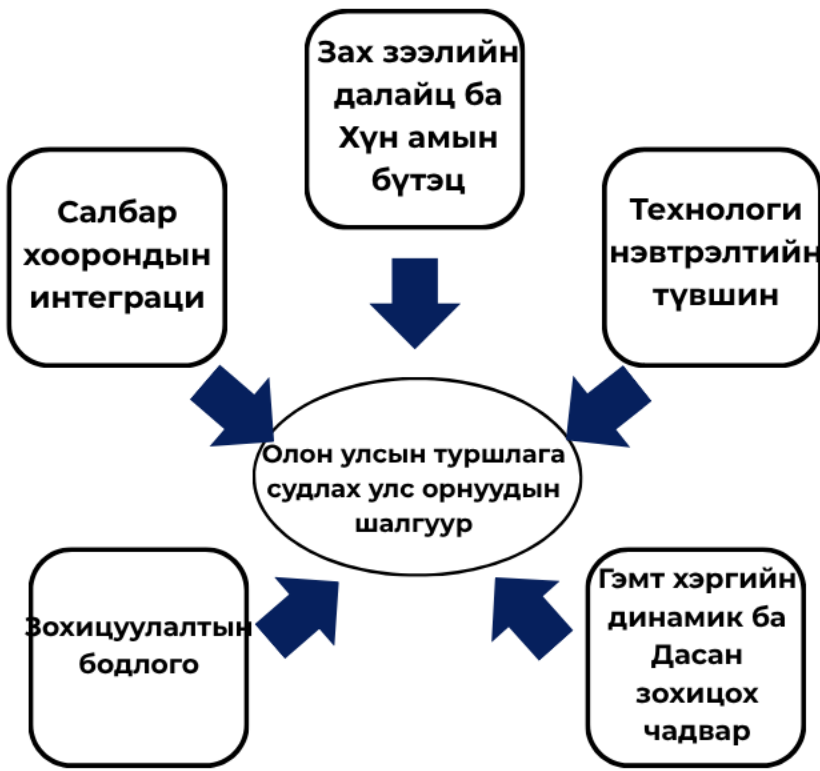 Зах зээлийн
далайц ба
Хүн амын
бүтэц
Салбар
хоорондын
интеграци
Технологи
нэвтрэлтийн
түвшин
Олон улсын туршлага
судлах улс орнуудын
шалгуур
Зохицуулалтын
бодлого
Гэмт хэргийн
динамик ба
Дасан
зохицох
чадвар